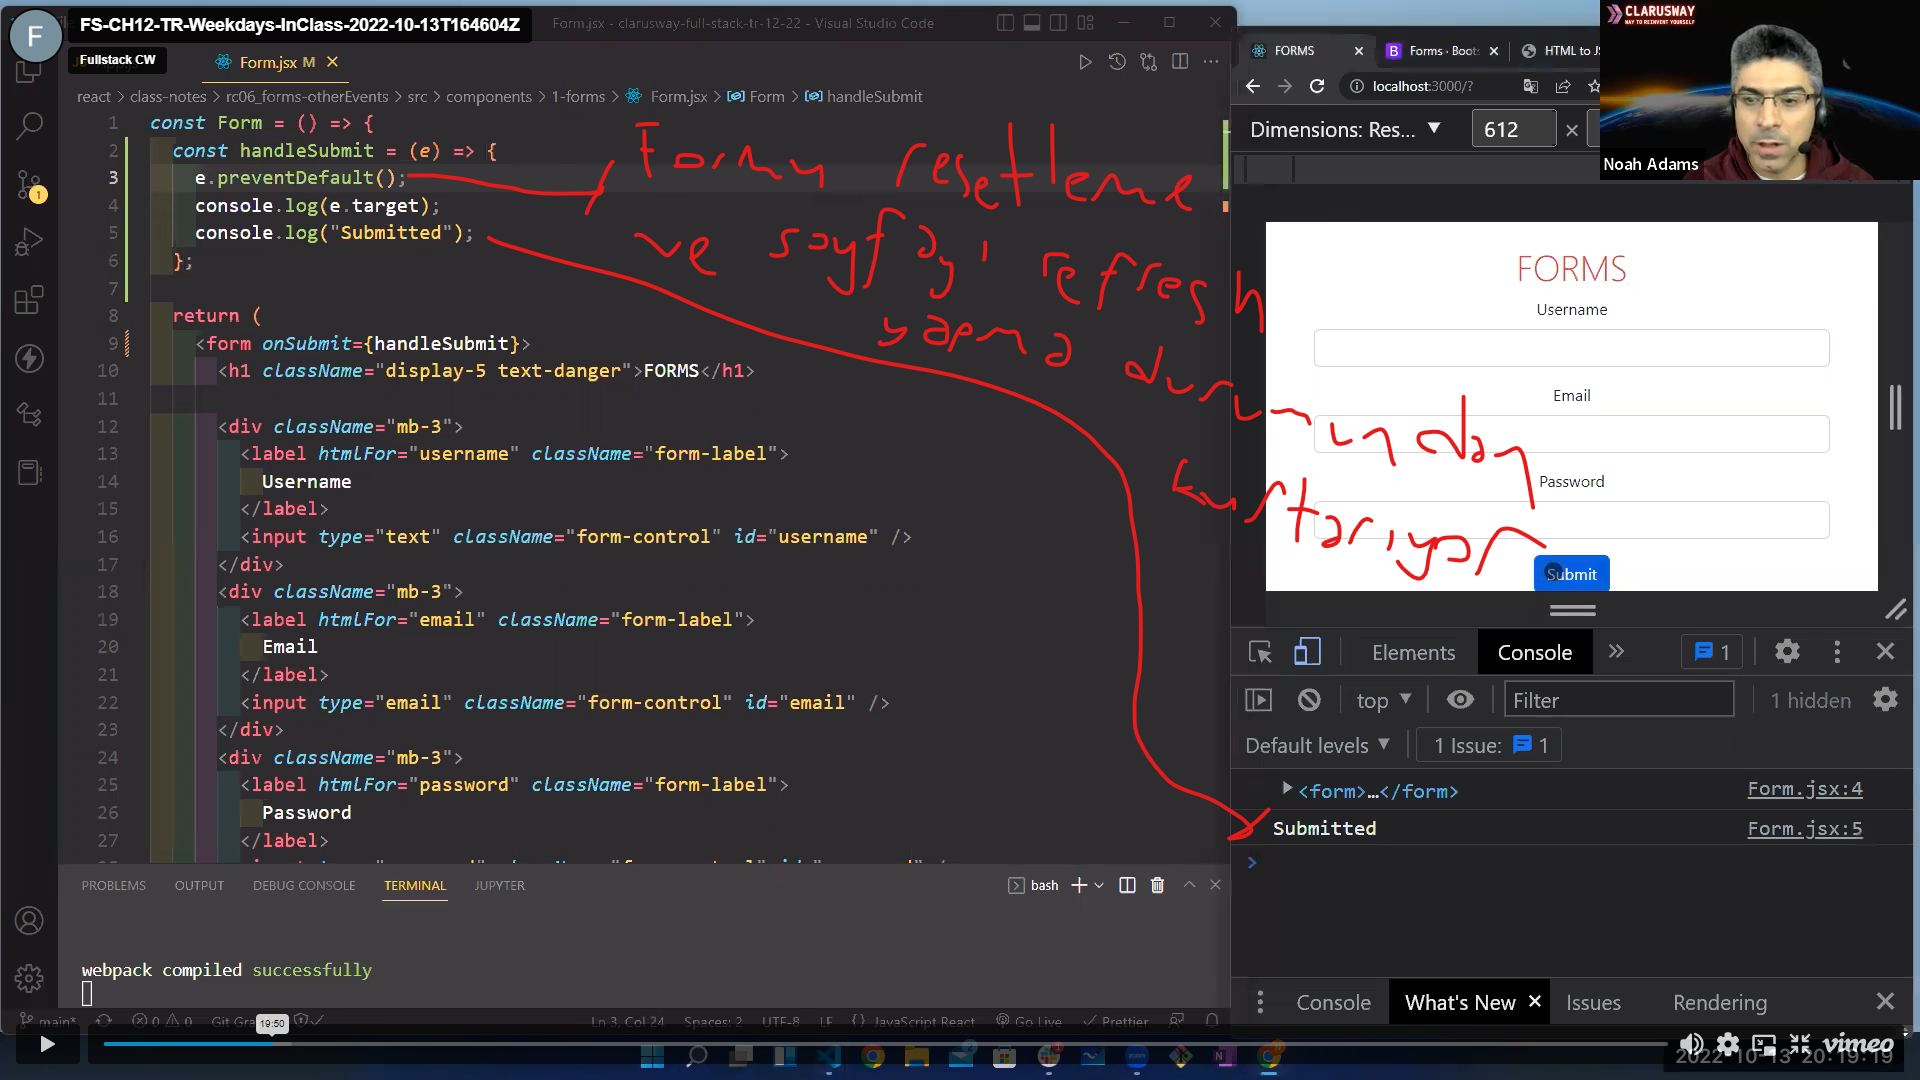 FS-CH12-TR-Weekdays-InClass-2022-10-13T164604Z
Form.jsx - clarusway-full-stack-tr-12-22 - Visual Studio Code
F
Fullstack CW
Form.jsx M
react > class-notes > rc06_forms-otherEvents > src > components > 1-forms > Form.jsx > Form > handleSubmit
1 const Form = () => {
2 const handleSubmit = (e) => {
3 e.preventDefault();
4 console.log(e.target);
5 console.log("Submitted");
6 };
7
8 return (
9 <form onSubmit={handleSubmit}>
10 <h1 className="display-5 text-danger">FORMS</h1>
11
12 <div className="mb-3">
13 <label htmlFor="username" className="form-label">
14 Username
15 </label>
16 <input type="text" className="form-control" id="username" />
17 </div>
18 <div className="mb-3">
19 <label htmlFor="email" className="form-label">
20 Email
21 </label>
22 <input type="email" className="form-control" id="email" />
23 </div>
24 <div className="mb-3">
25 <label htmlFor="password" className="form-label">
26 Password
27 </label>
Formu resetleme
ve sayfayı refresh
yapma durumundan
kurtarıyor
1
PROBLEMS OUTPUT DEBUG CONSOLE TERMINAL JUPYTER
bash
webpack compiled successfully
main* 0 0 Git Gra
Ln 3, Col 24 Spaces: 2 UTF-8 LF JavaScript React Go Live Prettier
19:50
FORMS
Forms · Boots
HTML to JS
localhost:3000/?
Dimensions: Res... 612
CLARUSWAY
WAY TO REINVENT YOURSELF
Noah Adams
FORMS
Username
Email
Password
Submit
Elements Console 1
top Filter 1 hidden
Default levels 1 Issue: 1
<form>…</form> Form.jsx:4
Submitted Form.jsx:5
Console What's New Issues Rendering
vimeo
2022-10-13 20:19:19